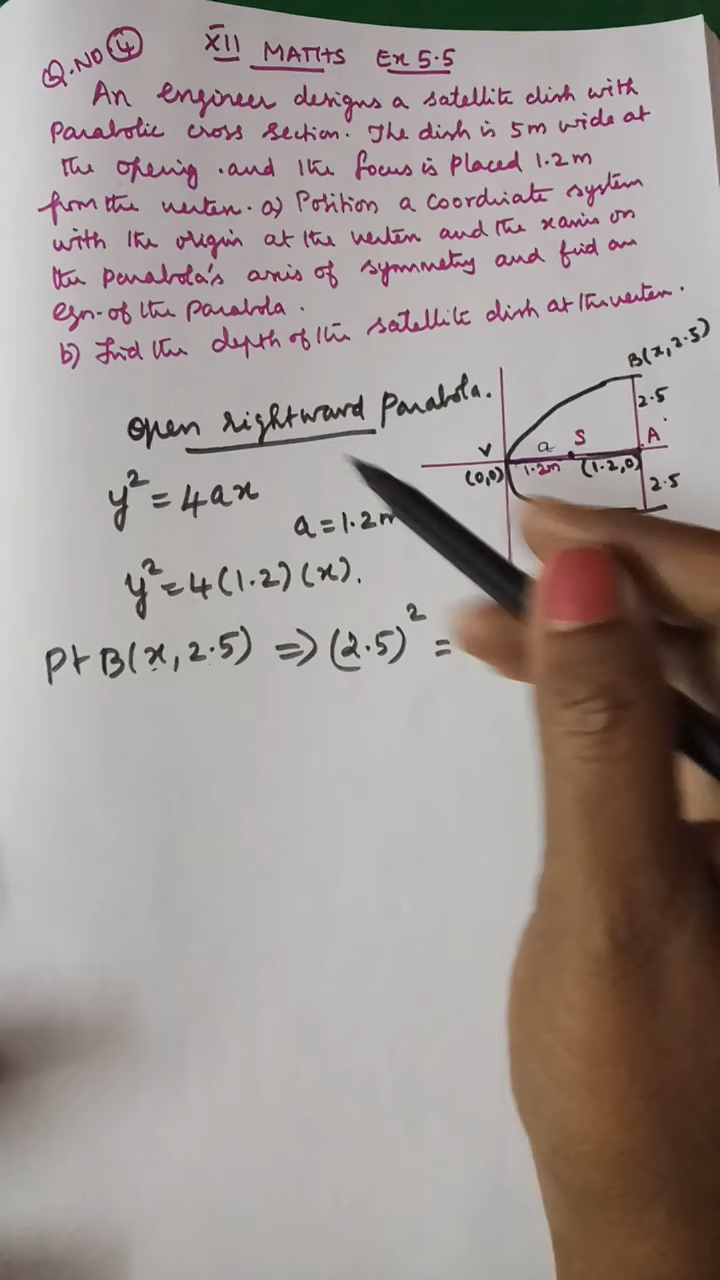 Q.NO 4 XII MATHS Ex 5.5
An engineer designs a satellite dish with
Parabolic cross section. The dish is 5m wide at
the opening .and the focus is placed 1.2m
from the vertex. a) Position a coordiate system
with the origin at the vertex and the xaxis on
the parabola's axis of symmetry and find an
eqn. of the parabola.
b) Find the depth of the satellite dish at the vertex.
open rightward Parabola.
B(x, 2.5)
2.5
V a S A
(0,0) 1.2m (1.2,0)
2.5
y² = 4ax
a = 1.2m
y² = 4(1.2)(x).
Pt B(x, 2.5) => (2.5)² =